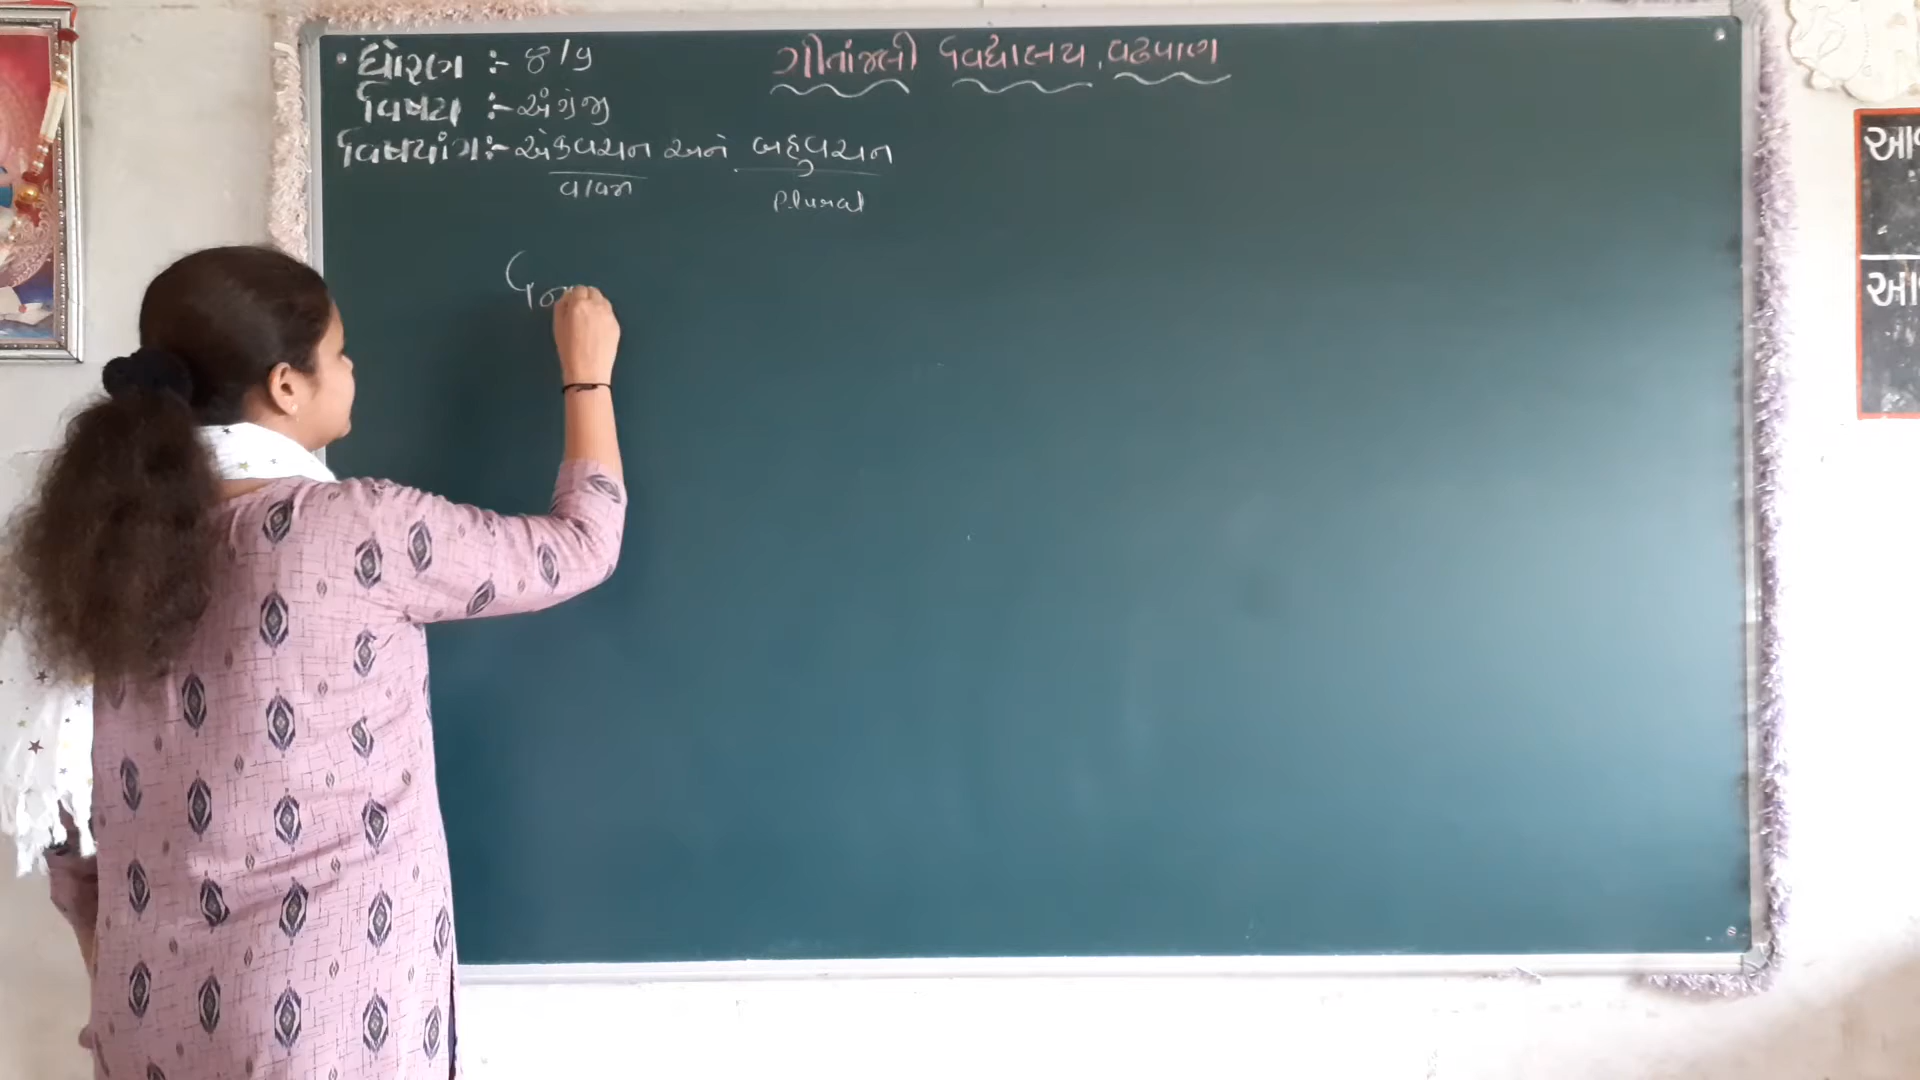 ધોરણ :- ૪/૫
ગીતાંજલી વિદ્યાલય, વઢવાણ
વિષય :- અંગ્રેજી
વિષયાંગ :- એકવચન અને બહુવચન
Plural